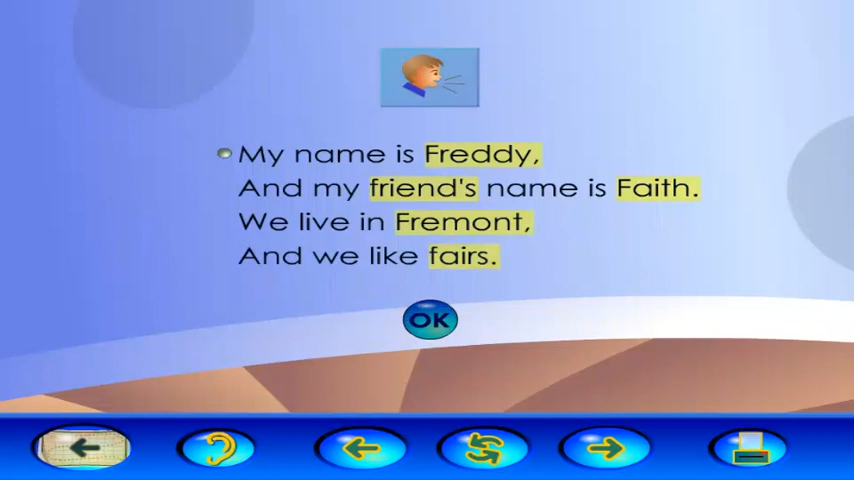 My name is Freddy,
And my friend's name is Faith.
We live in Fremont,
And we like fairs.
OK